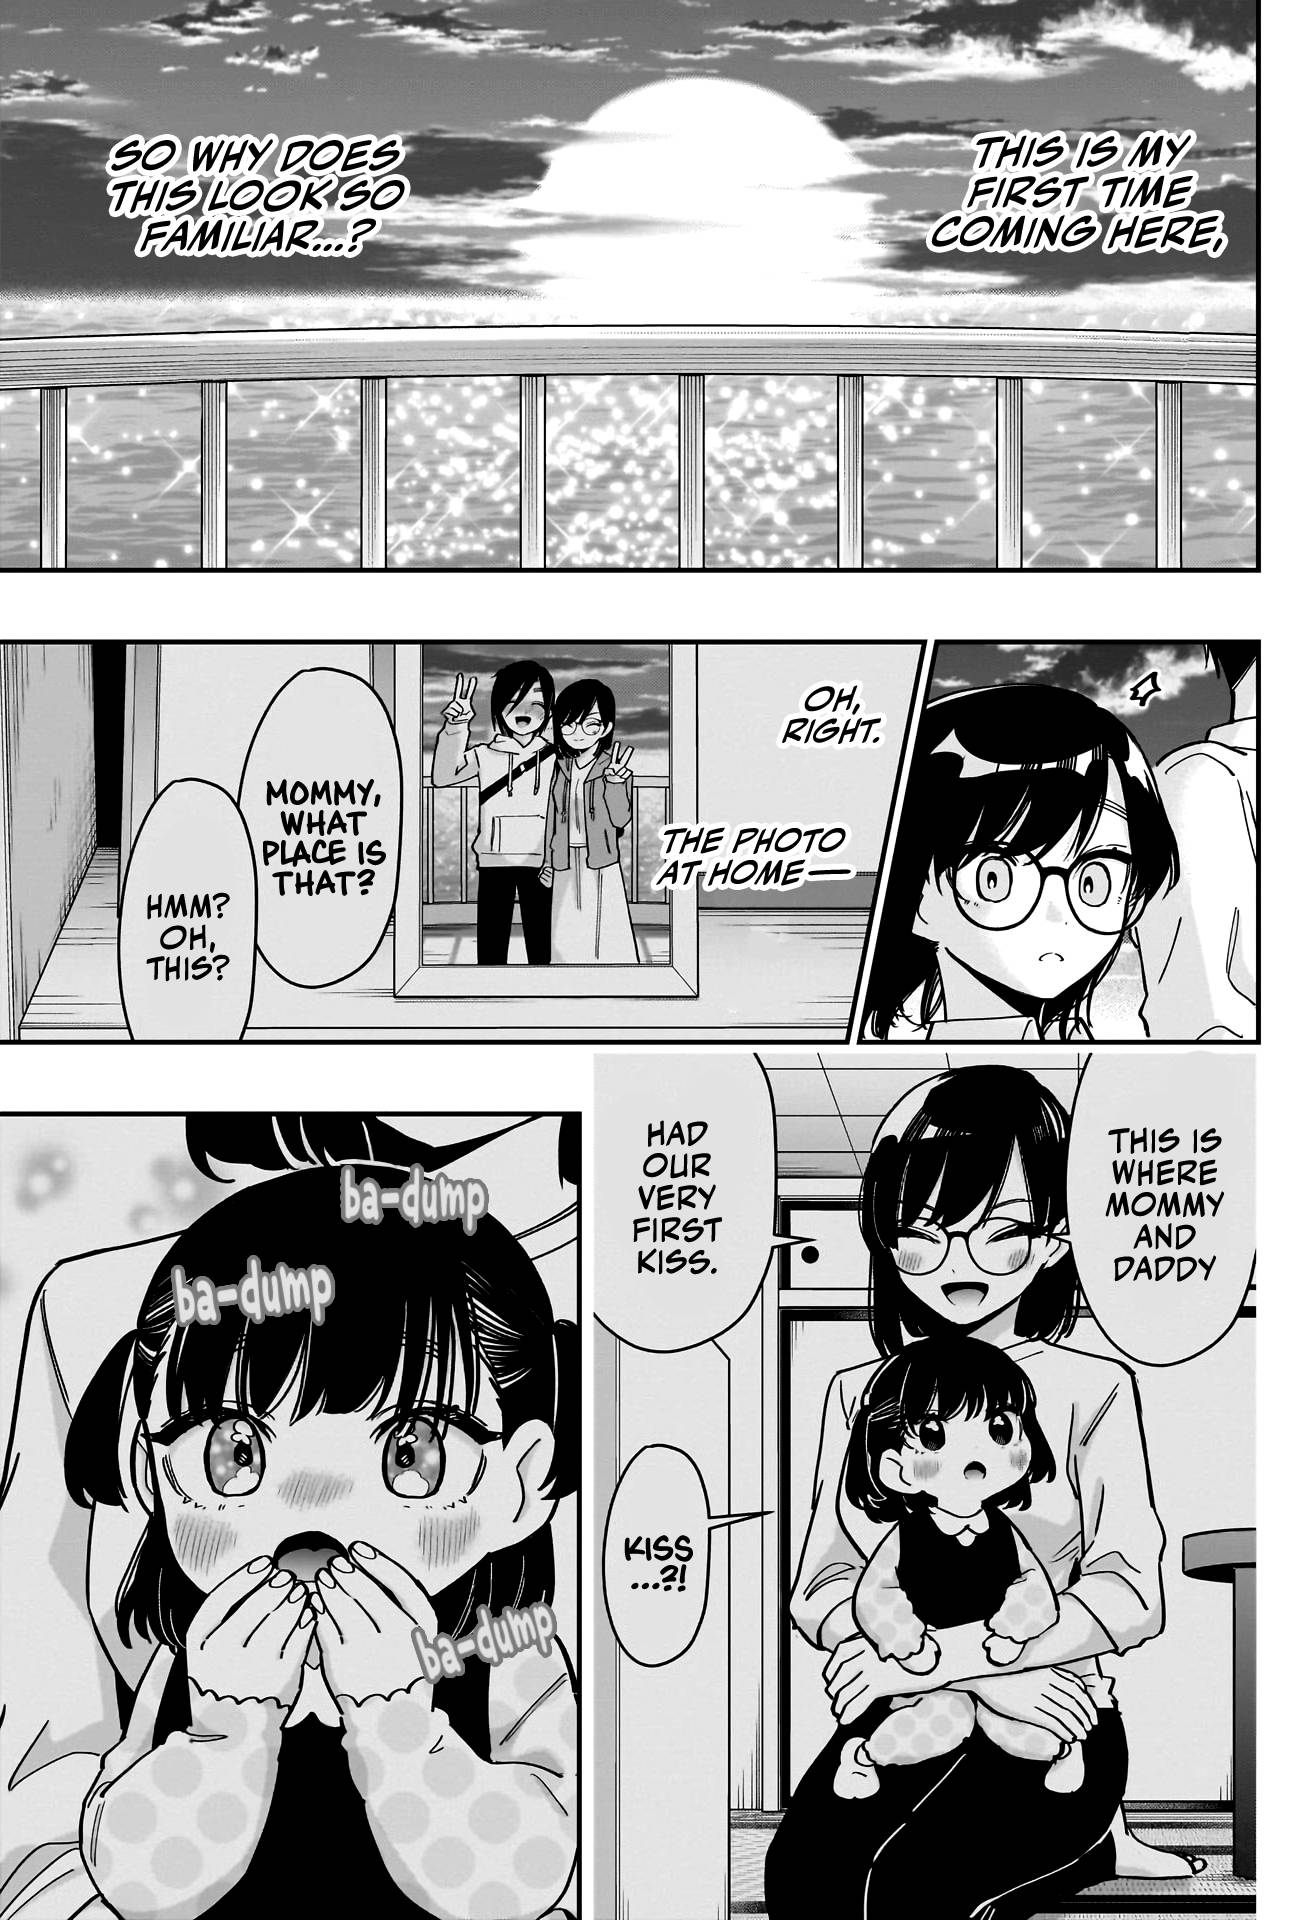 THIS IS MY
FIRST TIME
COMING HERE,
SO WHY DOES
THIS LOOK SO
FAMILIAR...?
OH,
RIGHT.
THE PHOTO
AT HOME—
MOMMY,
WHAT
PLACE IS
THAT?
HMM?
OH,
THIS?
THIS IS
WHERE
MOMMY
AND
DADDY
HAD
OUR
VERY
FIRST
KISS.
KISS
...?!
ba-dump
ba-dump
ba-dump